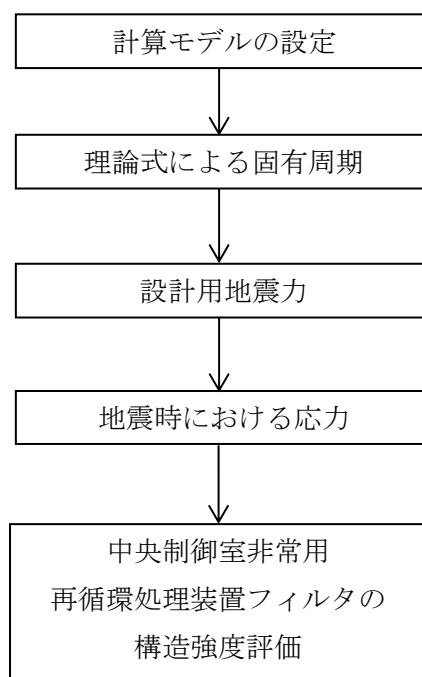 計算モデルの設定
理論式による固有周期
設計用地震力
地震時における応力
中央制御室非常用
再循環処理装置フィルタの
構造強度評価